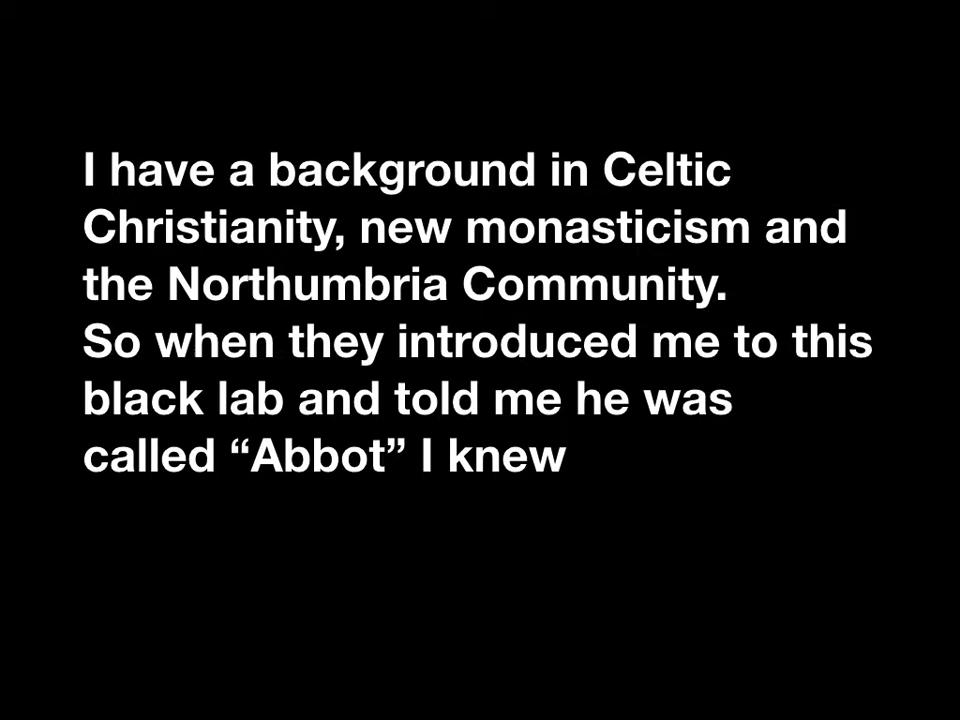 I have a background in Celtic
Christianity, new monasticism and
the Northumbria Community.
So when they introduced me to this
black lab and told me he was
called “Abbot” I knew